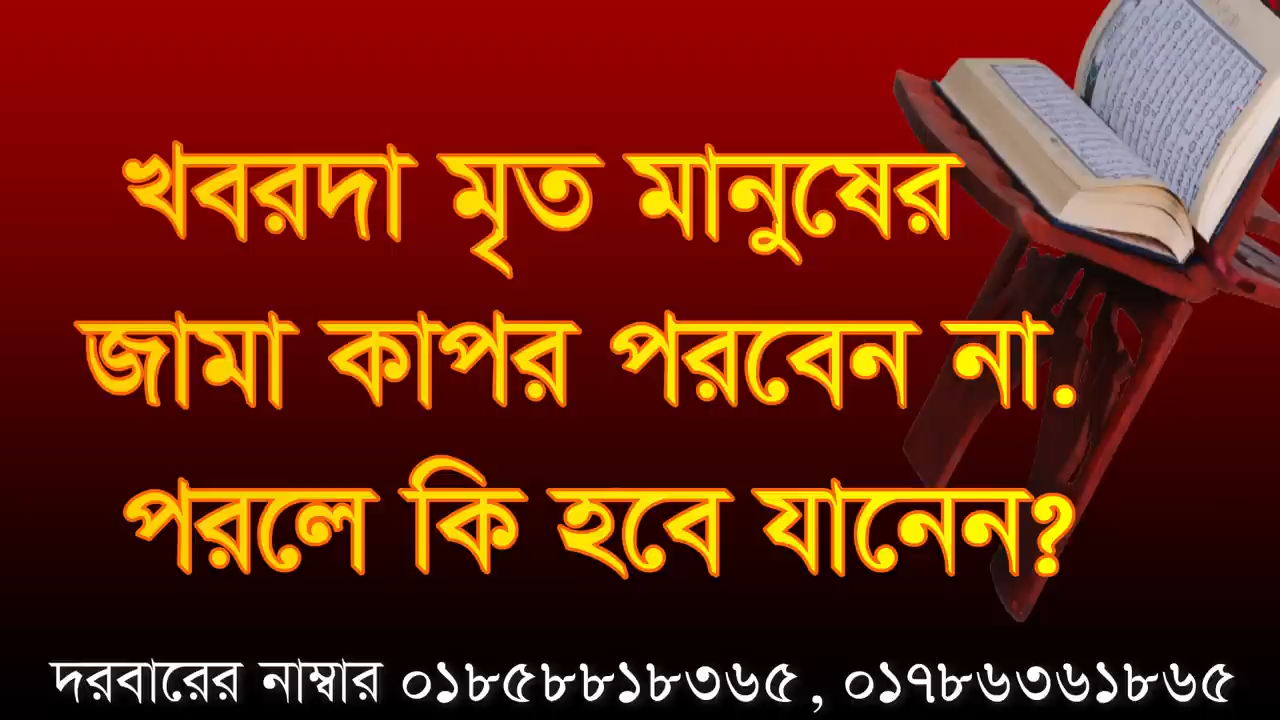 খবরদা মৃত মানুষের
জামা কাপর পরবেন না.
পরলে কি হবে যানেন?
দরবারের নাম্বার ০১৮৫৮৮১৮৩৬৫, ০১৭৮৬৩৬১৮৬৫